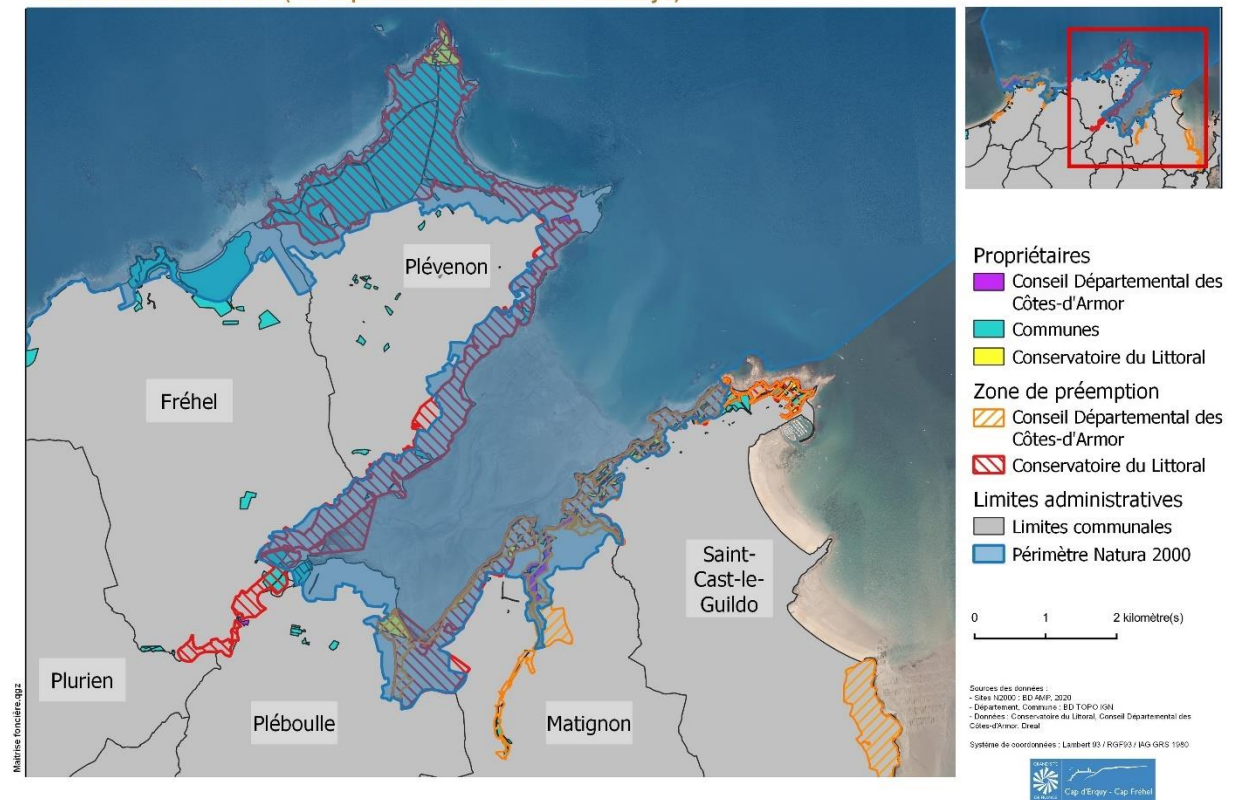 Plévenon
Fréhel
Saint-
Cast-le-
Guildo
Plurien
Pléboulle
Matignon
Propriétaires
Conseil Départemental des
Côtes-d'Armor
Communes
Conservatoire du Littoral
Zone de préemption
Conseil Départemental des
Côtes-d'Armor
Conservatoire du Littoral
Limites administratives
Limites communales
Périmètre Natura 2000
0 1 2 kilomètre(s)
Sources des données :
- Sites N2000 : BD AMP, 2020
- Département, Commune : BD TOPO IGN
- Données : Conservatoire du Littoral, Conseil Départemental des
Côtes-d'Armor, Dreal
Système de coordonnées : Lambert 93 / RGF93 / IAG GRS 1980
Maitrise foncière.qgz
GRAND SITE
DE FRANCE
Cap d'Erquy - Cap Fréhel